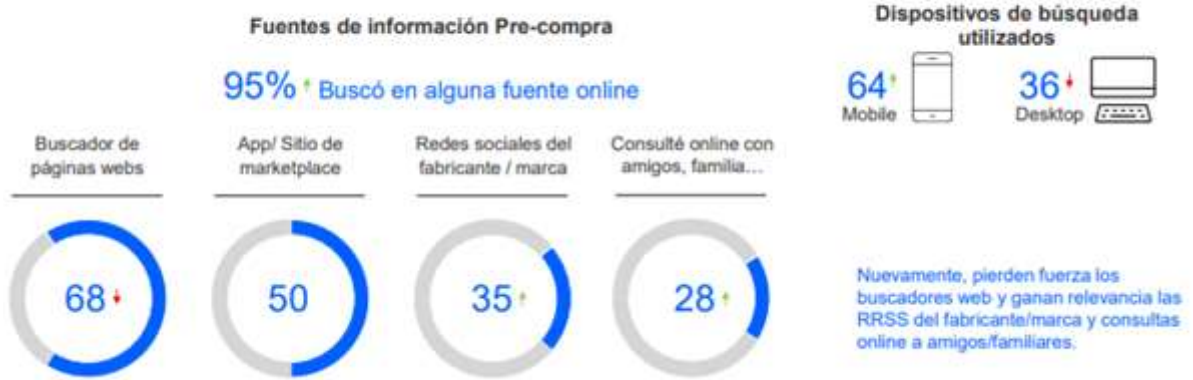 Fuentes de información Pre-compra
95% Buscó en alguna fuente online
Buscador de
páginas webs
68
App/ Sitio de
marketplace
50
Redes sociales del
fabricante / marca
35
Consulté online con
amigos, familia...
28
Dispositivos de búsqueda
utilizados
64
Mobile
36
Desktop
Nuevamente, pierden fuerza los
buscadores web y ganan relevancia las
RRSS del fabricante/marca y consultas
online a amigos/familiares.